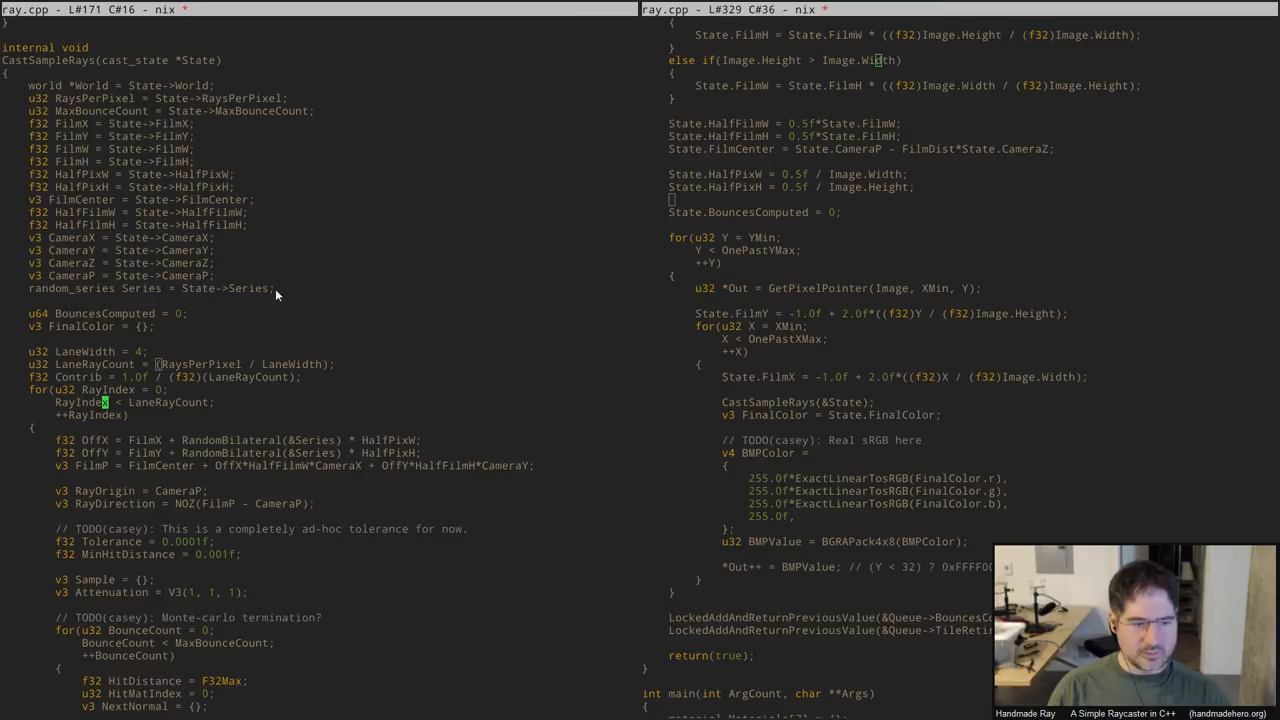 ray.cpp - L#171 C#16 - nix *
}
internal void
CastSampleRays(cast_state *State)
{
world *World = State->World;
u32 RaysPerPixel = State->RaysPerPixel;
u32 MaxBounceCount = State->MaxBounceCount;
f32 FilmX = State->FilmX;
f32 FilmY = State->FilmY;
f32 FilmW = State->FilmW;
f32 FilmH = State->FilmH;
f32 HalfPixW = State->HalfPixW;
f32 HalfPixH = State->HalfPixH;
v3 FilmCenter = State->FilmCenter;
f32 HalfFilmW = State->HalfFilmW;
f32 HalfFilmH = State->HalfFilmH;
v3 CameraX = State->CameraX;
v3 CameraY = State->CameraY;
v3 CameraZ = State->CameraZ;
v3 CameraP = State->CameraP;
random_series Series = State->Series;
u64 BouncesComputed = 0;
v3 FinalColor = {};
u32 LaneWidth = 4;
u32 LaneRayCount = (RaysPerPixel / LaneWidth);
f32 Contrib = 1.0f / (f32)(LaneRayCount);
for(u32 RayIndex = 0;
RayIndex < LaneRayCount;
++RayIndex)
{
f32 OffX = FilmX + RandomBilateral(&Series) * HalfPixW;
f32 OffY = FilmY + RandomBilateral(&Series) * HalfPixH;
v3 FilmP = FilmCenter + OffX*HalfFilmW*CameraX + OffY*HalfFilmH*CameraY;
v3 RayOrigin = CameraP;
v3 RayDirection = NOZ(FilmP - CameraP);
// TODO(casey): This is a completely ad-hoc tolerance for now.
f32 Tolerance = 0.0001f;
f32 MinHitDistance = 0.001f;
v3 Sample = {};
v3 Attenuation = V3(1, 1, 1);
// TODO(casey): Monte-carlo termination?
for(u32 BounceCount = 0;
BounceCount < MaxBounceCount;
++BounceCount)
{
f32 HitDistance = F32Max;
u32 HitMatIndex = 0;
v3 NextNormal = {};
ray.cpp - L#329 C#36 - nix *
{
State.FilmH = State.FilmW * ((f32)Image.Height / (f32)Image.Width);
}
else if(Image.Height > Image.Width)
{
State.FilmW = State.FilmH * ((f32)Image.Width / (f32)Image.Height);
}
State.HalfFilmW = 0.5f*State.FilmW;
State.HalfFilmH = 0.5f*State.FilmH;
State.FilmCenter = State.CameraP - FilmDist*State.CameraZ;
State.HalfPixW = 0.5f / Image.Width;
State.HalfPixH = 0.5f / Image.Height;
State.BouncesComputed = 0;
for(u32 Y = YMin;
Y < OnePastYMax;
++Y)
{
u32 *Out = GetPixelPointer(Image, XMin, Y);
State.FilmY = -1.0f + 2.0f*((f32)Y / (f32)Image.Height);
for(u32 X = XMin;
X < OnePastXMax;
++X)
{
State.FilmX = -1.0f + 2.0f*((f32)X / (f32)Image.Width);
CastSampleRays(&State);
v3 FinalColor = State.FinalColor;
// TODO(casey): Real sRGB here
v4 BMPColor =
{
255.0f*ExactLinearTosRGB(FinalColor.r),
255.0f*ExactLinearTosRGB(FinalColor.g),
255.0f*ExactLinearTosRGB(FinalColor.b),
255.0f,
};
u32 BMPValue = BGRAPack4x8(BMPColor);
*Out++ = BMPValue; // (Y < 32) ? 0xFFFF00
}
}
LockedAddAndReturnPreviousValue(&Queue->BouncesCo
LockedAddAndReturnPreviousValue(&Queue->TileReti
return(true);
}
int main(int ArgCount, char **Args)
{
Handmade Ray A Simple Raycaster in C++ (handmadehero.org)